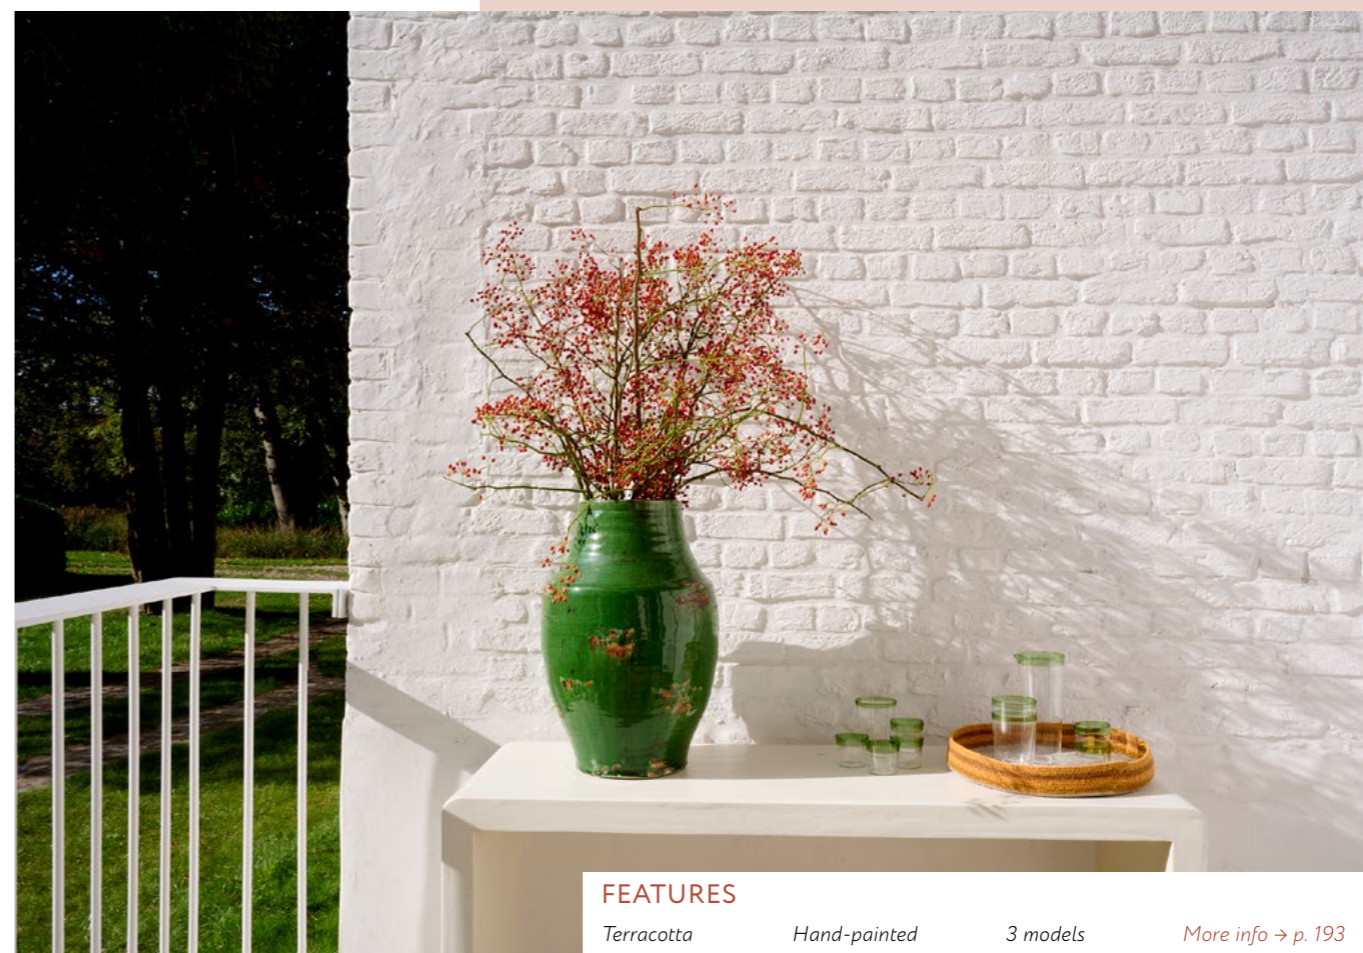 FEATURES
Terracotta Hand-painted 3 models More info → p. 193